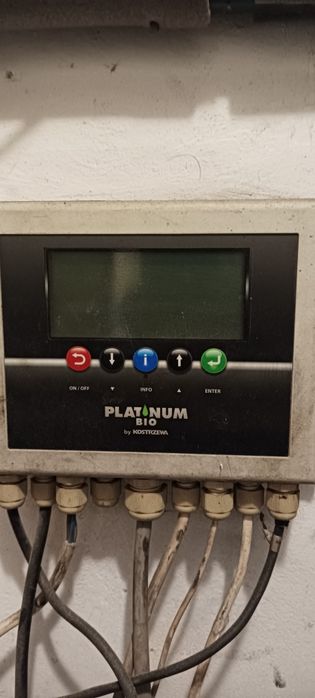 i
ON / OFF ▼ INFO ▲ ENTER
PLATINUM
BIO
by KOSTRZEWA